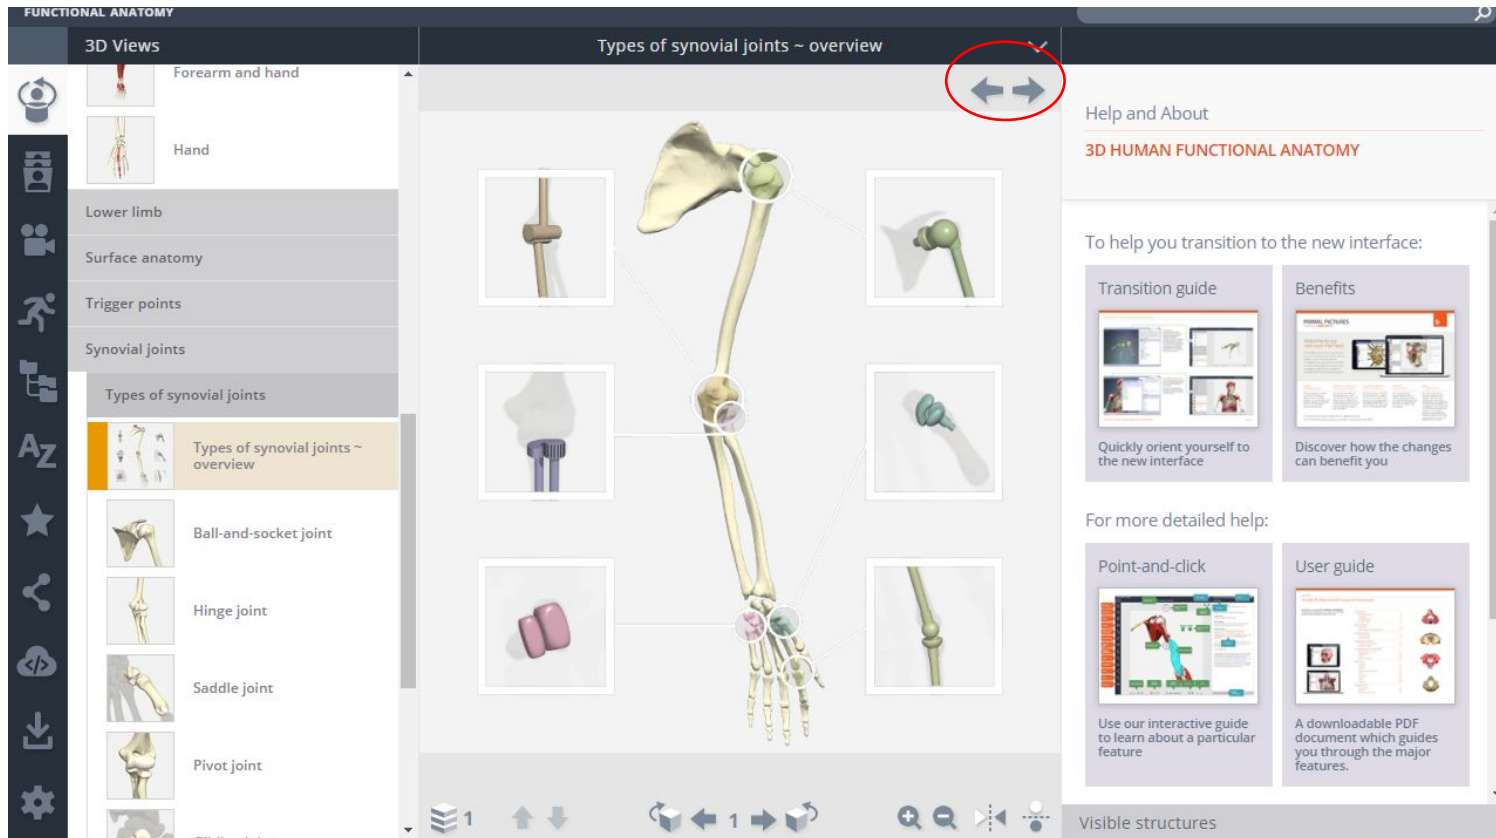 FUNCTIONAL ANATOMY
3D Views
Types of synovial joints ~ overview
Forearm and hand
Hand
Lower limb
Surface anatomy
Trigger points
Synovial joints
Types of synovial joints
Types of synovial joints ~
overview
Ball-and-socket joint
Hinge joint
Saddle joint
Pivot joint
AZ
1
1
Help and About
3D HUMAN FUNCTIONAL ANATOMY
To help you transition to the new interface:
Transition guide
Quickly orient yourself to
the new interface
Benefits
PRIMAL PICTURES
Discover how the changes
can benefit you
For more detailed help:
Point-and-click
Use our interactive guide
to learn about a particular
feature
User guide
A downloadable PDF
document which guides
you through the major
features.
Visible structures